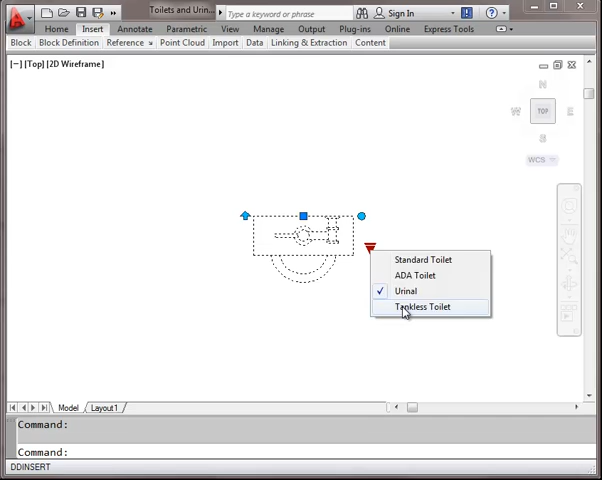 Toilets and Urin... Type a keyword or phrase Sign In
Home Insert Annotate Parametric View Manage Output Plug-ins Online Express Tools
Block Block Definition Reference Point Cloud Import Data Linking & Extraction Content
[−] [Top] [2D Wireframe]
N
W TOP E
S
WCS
Standard Toilet
ADA Toilet
Urinal
Tankless Toilet
Model Layout1
Command:
Command:
DDINSERT